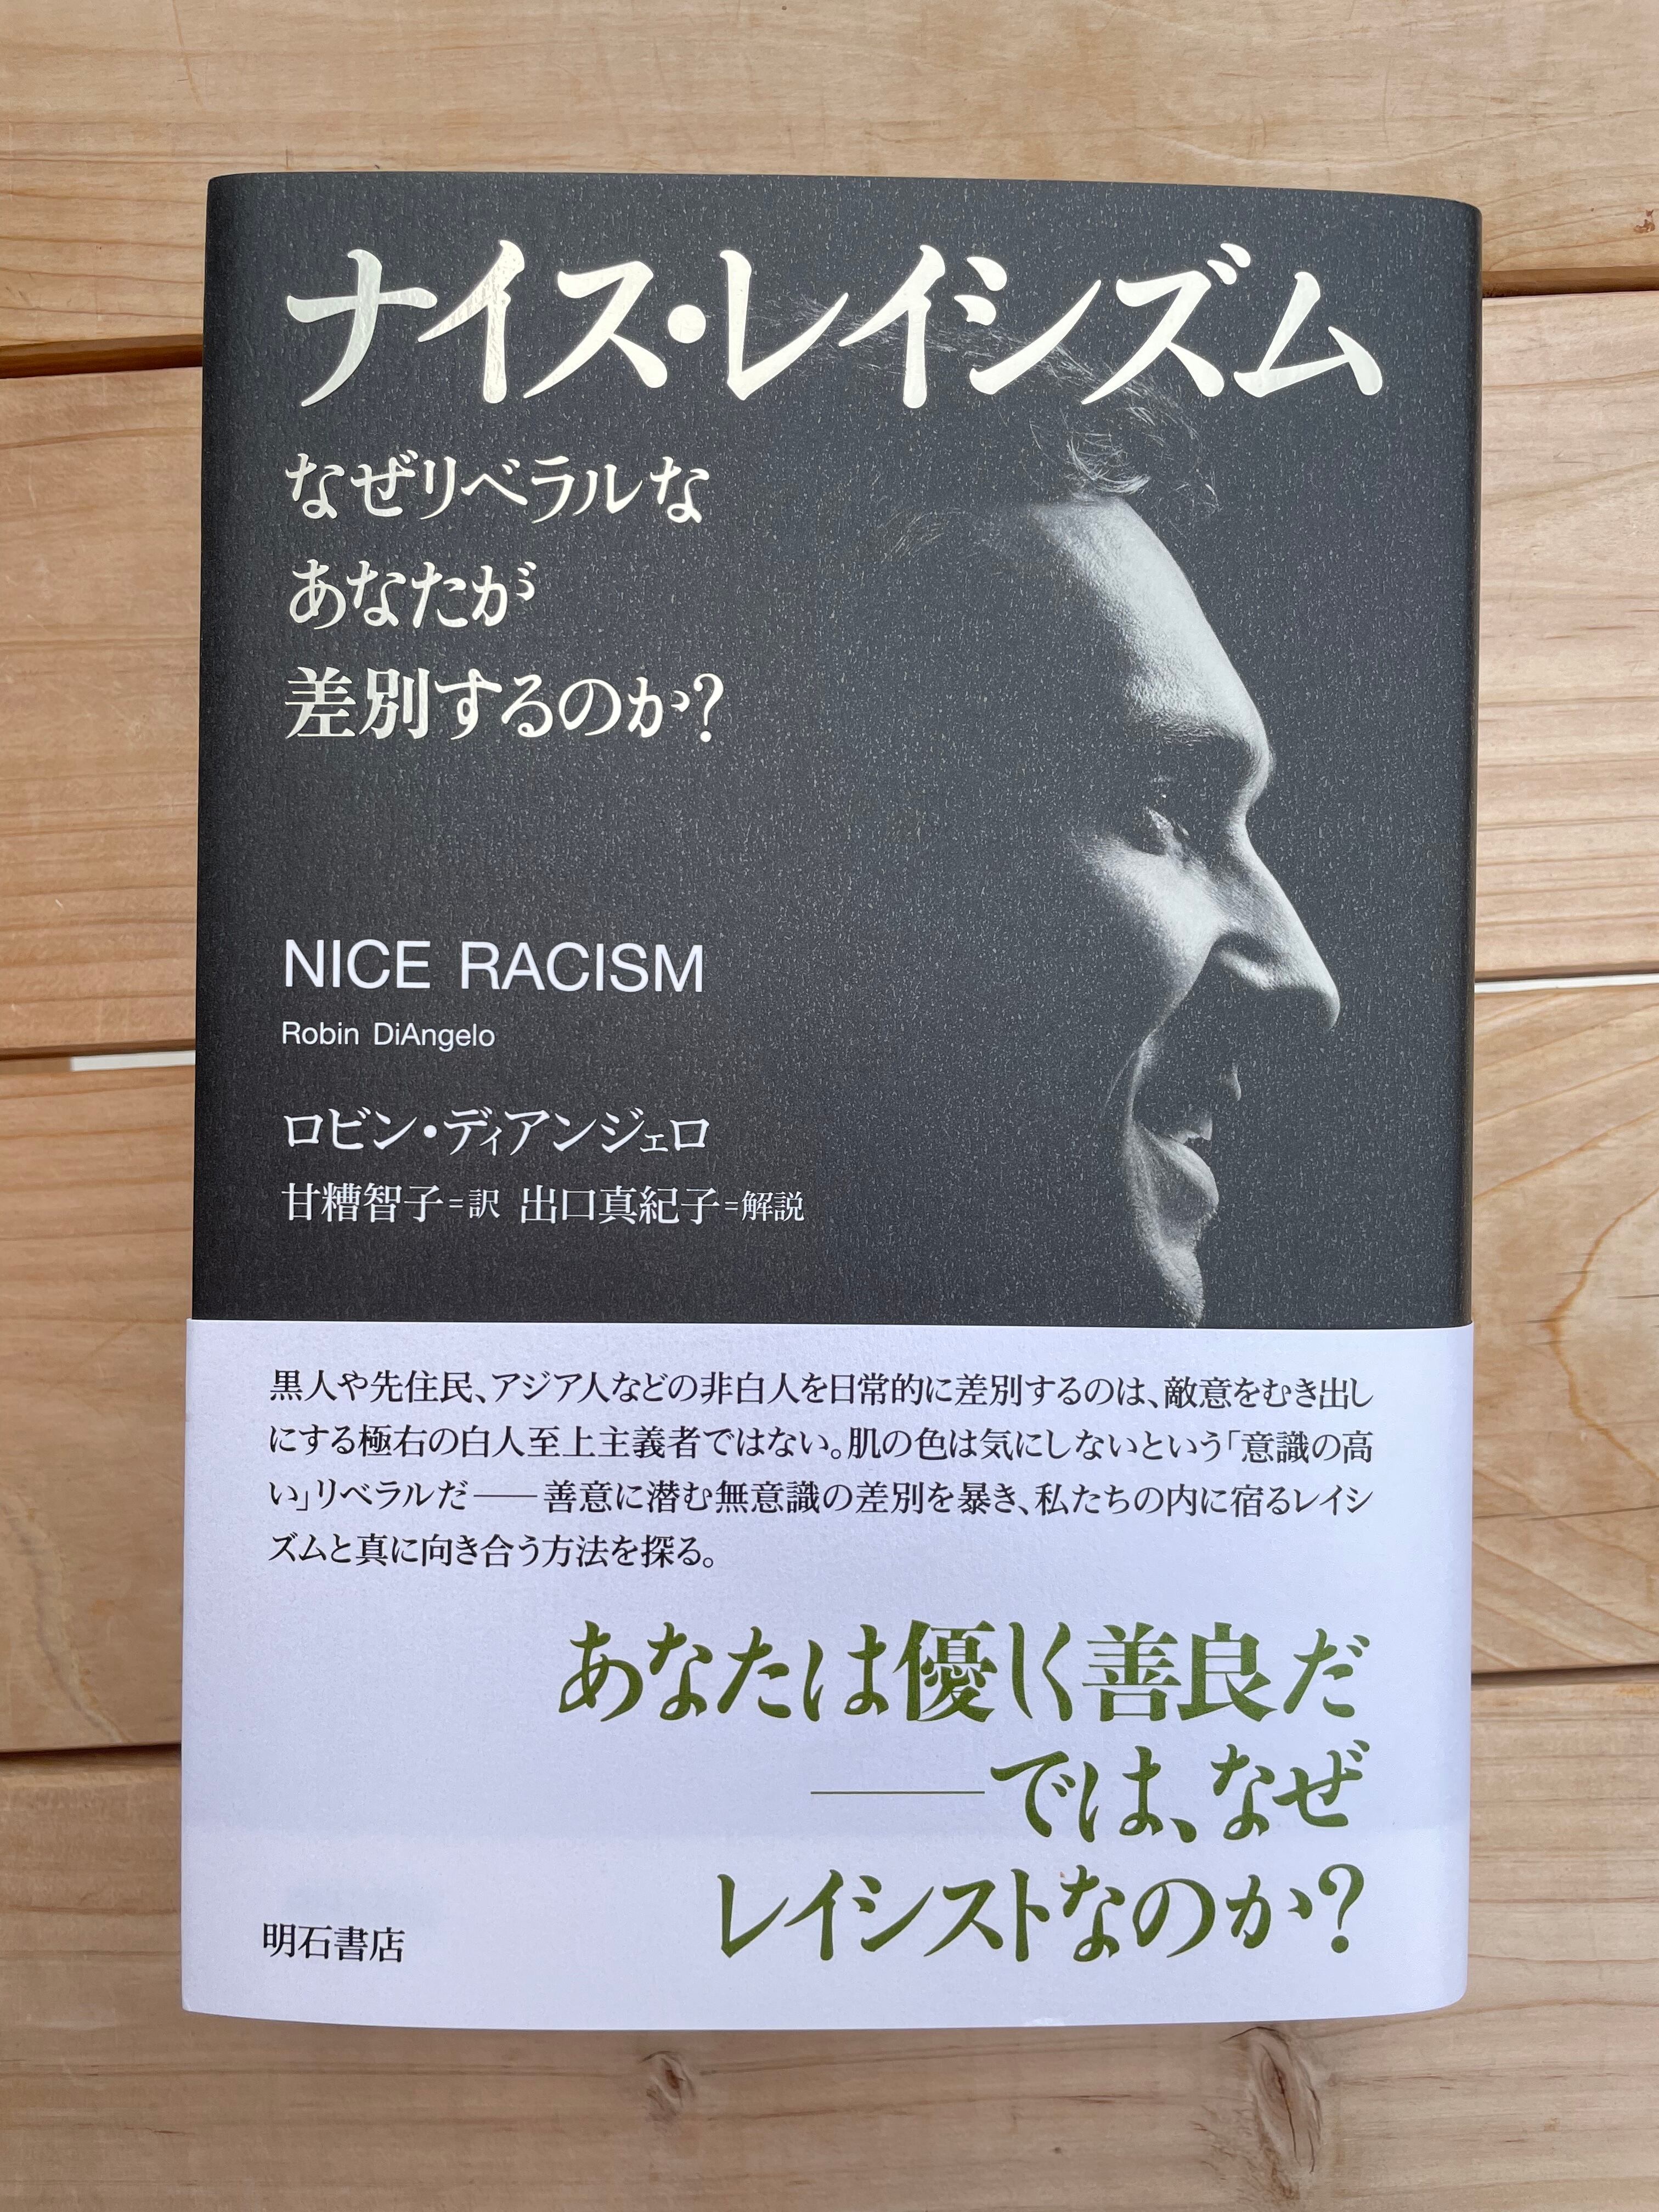 ナイス・レイシズム
なぜリベラルな
あなたが
差別するのか?
NICE RACISM
Robin DiAngelo
ロビン・ディアンジェロ
甘糟智子=訳 出口真紀子=解説
黒人や先住民、アジア人などの非白人を日常的に差別するのは、敵意をむき出し
にする極右の白人至上主義者ではない。肌の色は気にしないという「意識の高
い」リベラルだ――善意に潜む無意識の差別を暴き、私たちの内に宿るレイシ
ズムと真に向き合う方法を探る。
あなたは優しく善良だ
――では、なぜ
レイシストなのか?
明石書店